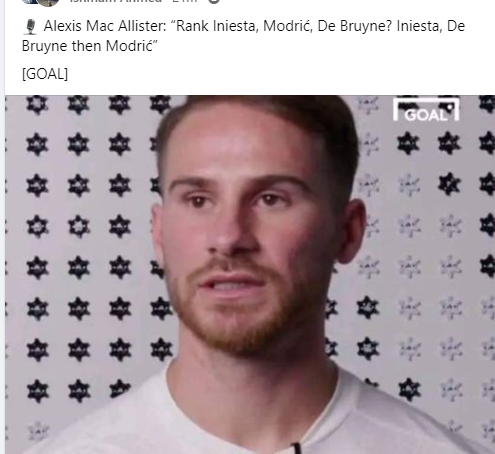 🎙️ Alexis Mac Allister: “Rank Iniesta, Modrić, De Bruyne? Iniesta, De
Bruyne then Modrić”
[GOAL]
GOAL